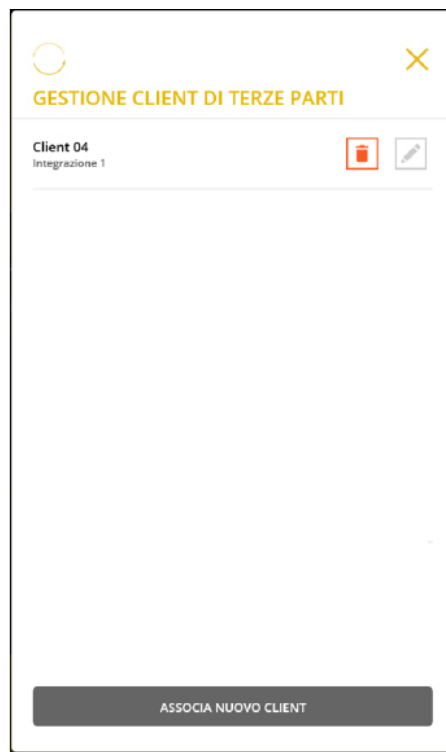 GESTIONE CLIENT DI TERZE PARTI
Client 04
Integrazione 1
ASSOCIA NUOVO CLIENT